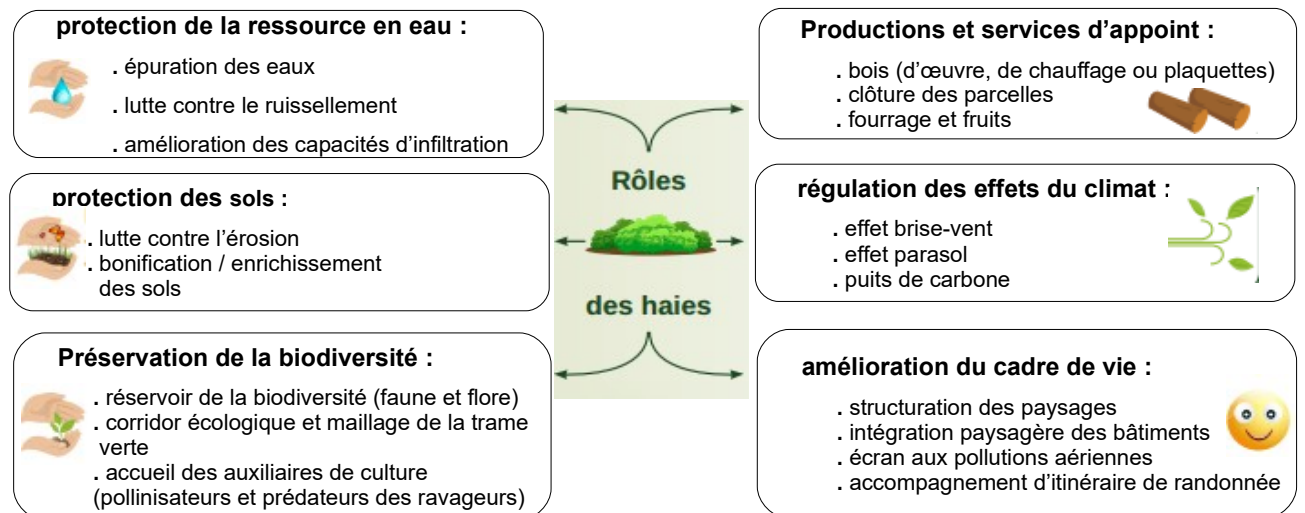 protection de la ressource en eau :
. épuration des eaux
. lutte contre le ruissellement
. amélioration des capacités d’infiltration
protection des sols :
. lutte contre l’érosion
. bonification / enrichissement
des sols
Préservation de la biodiversité :
. réservoir de la biodiversité (faune et flore)
. corridor écologique et maillage de la trame
verte
. accueil des auxiliaires de culture
(pollinisateurs et prédateurs des ravageurs)
Rôles
des haies
Productions et services d’appoint :
. bois (d’œuvre, de chauffage ou plaquettes)
. clôture des parcelles
. fourrage et fruits
régulation des effets du climat :
. effet brise-vent
. effet parasol
. puits de carbone
amélioration du cadre de vie :
. structuration des paysages
. intégration paysagère des bâtiments
. écran aux pollutions aériennes
. accompagnement d’itinéraire de randonnée